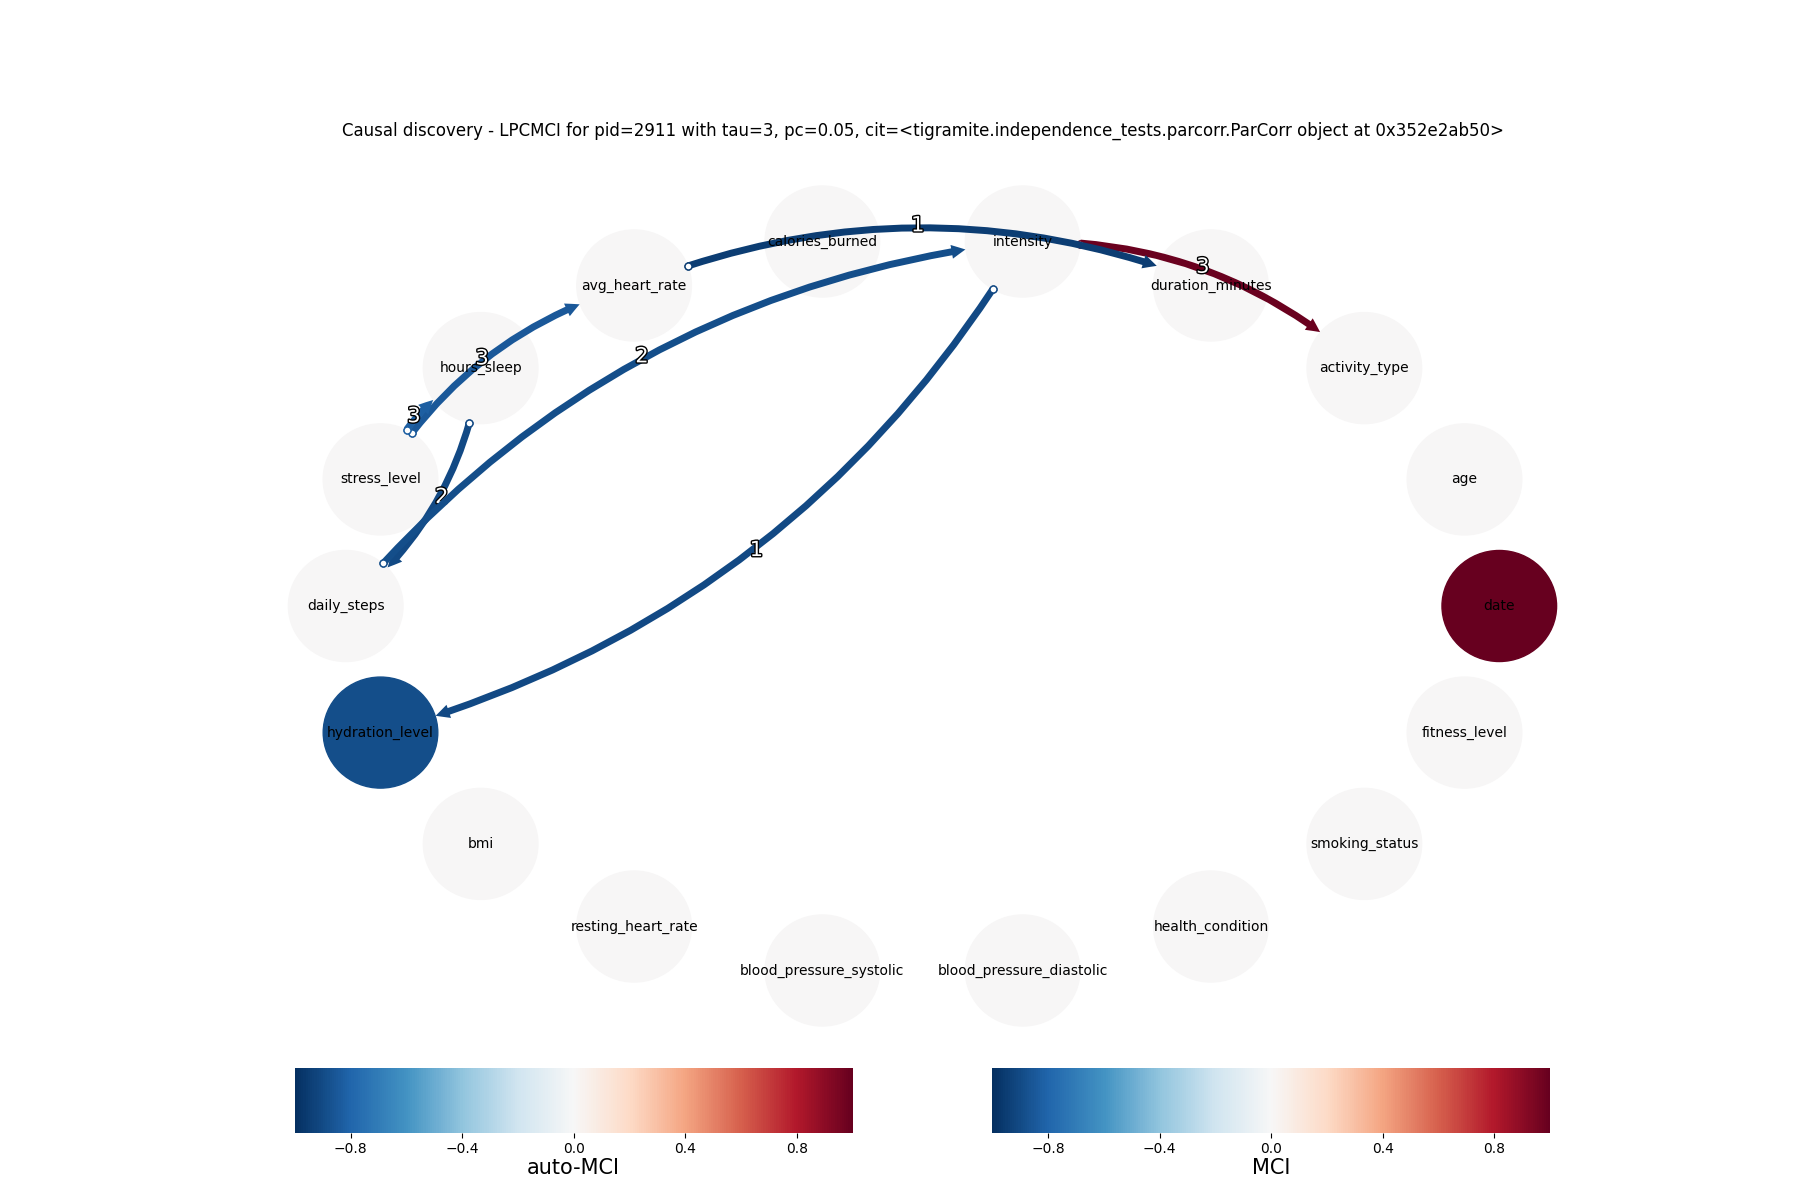 Causal discovery - LPCMCI for pid=2911 with tau=3, pc=0.05, cit=<tigramite.independence_tests.parcorr.ParCorr object at 0x352e2ab50>
1
calories_burned
intensity
3
avg_heart_rate
duration_minutes
3
2
hours_sleep
activity_type
3
stress_level
age
2
1
daily_steps
date
hydration_level
fitness_level
bmi
smoking_status
resting_heart_rate
health_condition
blood_pressure_systolic
blood_pressure_diastolic
−0.8 −0.4 0.0 0.4 0.8
auto-MCI
−0.8 −0.4 0.0 0.4 0.8
MCI